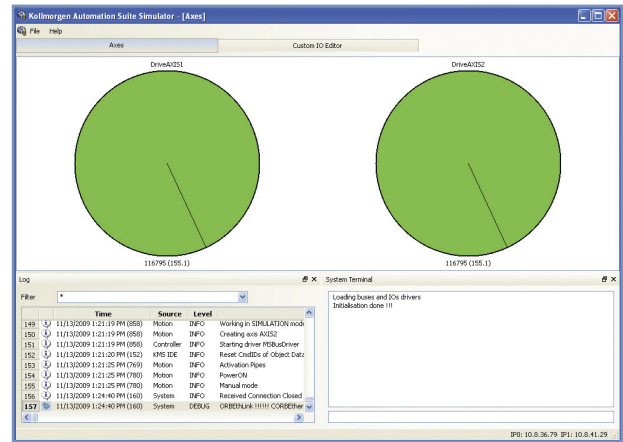 Kollmorgen Automation Suite Simulator - [Axes]
File Help
Axes Custom IO Editor
DriveAXIS1 DriveAXIS2
116795 (155.1) 116795 (155.1)
Log System Terminal
Filter *
Loading buses and IOs drivers
Initialisation done !!!
Time Source Level
149 11/13/2009 1:21:19 PM (858) Motion INFO Working in SIMULATION mode
150 11/13/2009 1:21:19 PM (858) Motion INFO Creating axis AXIS2
151 11/13/2009 1:21:19 PM (858) Controller INFO Starting driver MSBusDriver
152 11/13/2009 1:21:20 PM (152) KMS IDE INFO Reset CmdIDs of Object Data
153 11/13/2009 1:21:25 PM (769) Motion INFO Activation Pipes
154 11/13/2009 1:21:25 PM (780) Motion INFO PowerON
155 11/13/2009 1:21:25 PM (780) Motion INFO Manual mode
156 11/13/2009 1:24:40 PM (160) System INFO Received Connection Closed
157 11/13/2009 1:24:40 PM (160) System DEBUG ORBEthLink !!!!!! CORBEther
IP0: 10.8.36.79 IP1: 10.8.41.29